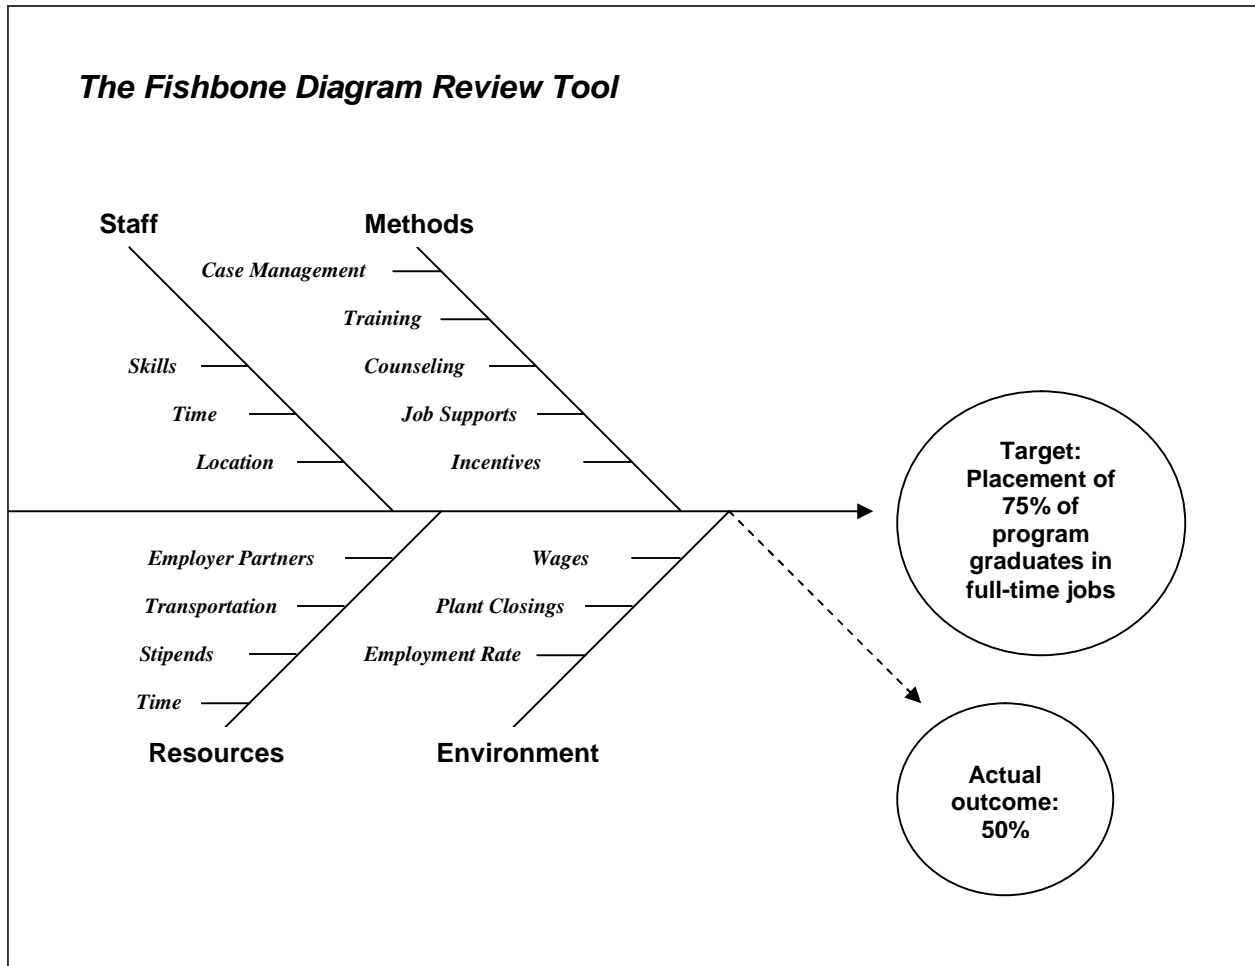 The Fishbone Diagram Review Tool
Staff
Methods
Case Management
Training
Skills
Counseling
Time
Job Supports
Location
Incentives
Target:
Placement of
75% of
program
graduates in
full-time jobs
Employer Partners
Wages
Transportation
Plant Closings
Stipends
Employment Rate
Time
Resources
Environment
Actual
outcome:
50%